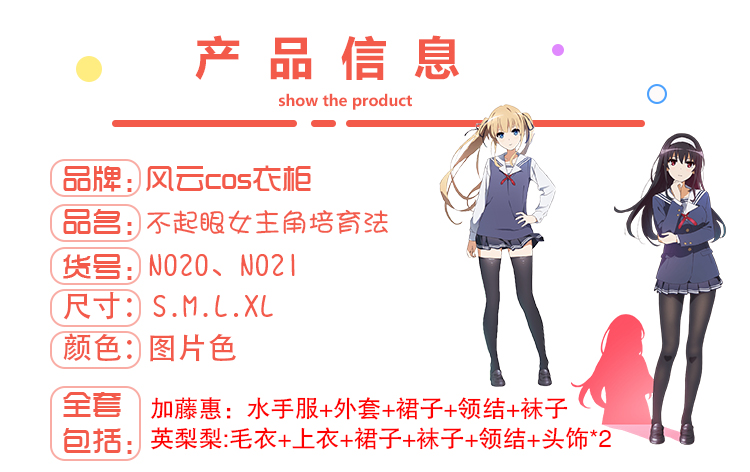 产品信息
show the product
品牌:风云cos衣柜
品名:不起眼女主角培育法
货号:NO20、NO21
尺寸:S.M.L.XL
颜色:图片色
全套包括:
加藤惠：水手服+外套+裙子+领结+袜子
英梨梨:毛衣+上衣+裙子+袜子+领结+头饰*2